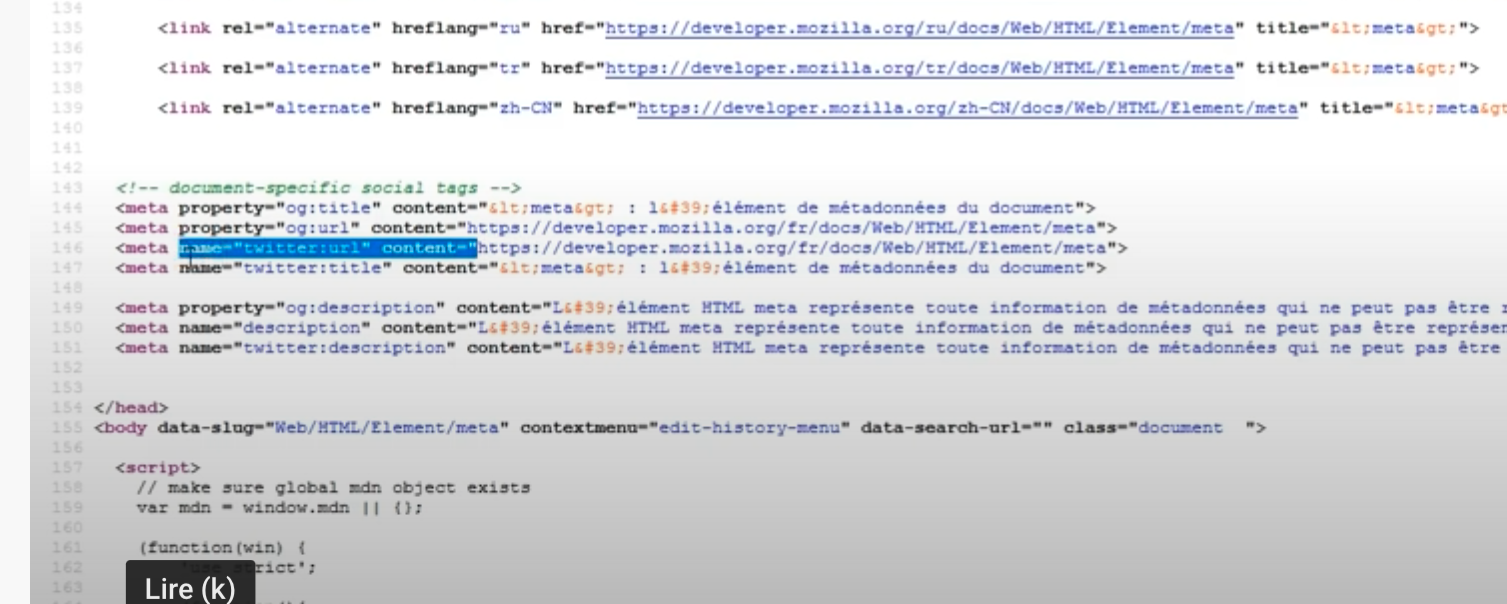 134
135 <link rel="alternate" hreflang="ru" href="https://developer.mozilla.org/ru/docs/Web/HTML/Element/meta" title="&lt;meta&gt;">
136
137 <link rel="alternate" hreflang="tr" href="https://developer.mozilla.org/tr/docs/Web/HTML/Element/meta" title="&lt;meta&gt;">
138
139 <link rel="alternate" hreflang="zh-CN" href="https://developer.mozilla.org/zh-CN/docs/Web/HTML/Element/meta" title="&lt;meta&gt
140
141
142
143 <!-- document-specific social tags -->
144 <meta property="og:title" content="&lt;meta&gt; : l&#39;élément de métadonnées du document">
145 <meta property="og:url" content="https://developer.mozilla.org/fr/docs/Web/HTML/Element/meta">
146 <meta name="twitter:url" content="https://developer.mozilla.org/fr/docs/Web/HTML/Element/meta">
147 <meta name="twitter:title" content="&lt;meta&gt; : l&#39;élément de métadonnées du document">
148
149 <meta property="og:description" content="L&#39;élément HTML meta représente toute information de métadonnées qui ne peut pas être
150 <meta name="description" content="L&#39;élément HTML meta représente toute information de métadonnées qui ne peut pas être représen
151 <meta name="twitter:description" content="L&#39;élément HTML meta représente toute information de métadonnées qui ne peut pas être
152
153
154 </head>
155 <body data-slug="Web/HTML/Element/meta" contextmenu="edit-history-menu" data-search-url="" class="document ">
156
157 <script>
158 // make sure global mdn object exists
159 var mdn = window.mdn || {};
160
161 (function(win) {
162 'use strict';
163
Lire (k)